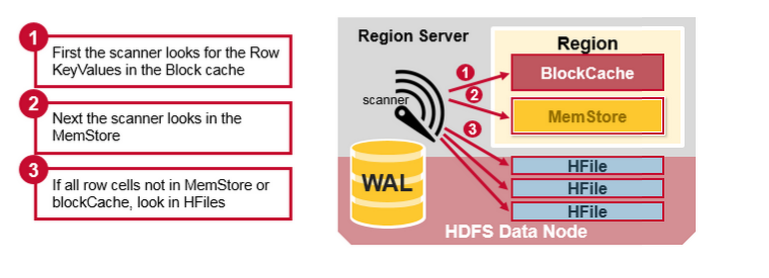 1
First the scanner looks for the Row
KeyValues in the Block cache
2
Next the scanner looks in the
MemStore
3
If all row cells not in MemStore or
blockCache, look in HFiles
Region Server
Region
BlockCache
MemStore
scanner
1
2
3
WAL
HFile
HFile
HFile
HDFS Data Node